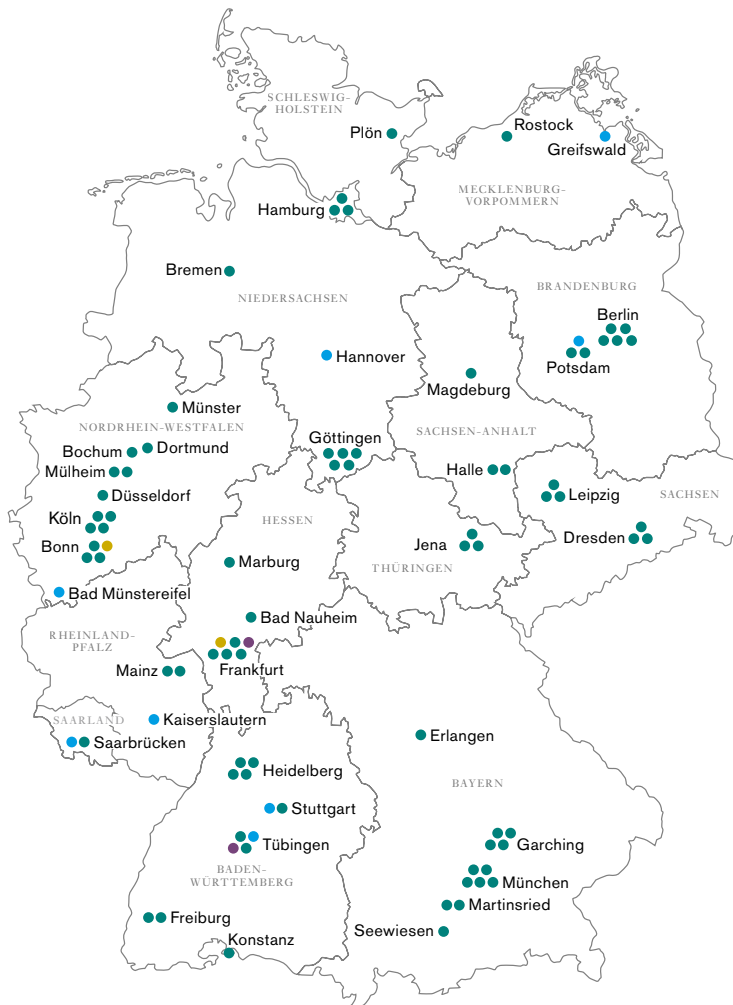 SCHLESWIG-
HOLSTEIN
Plön
Rostock
Greifswald
MECKLENBURG-
VORPOMMERN
Hamburg
Bremen
NIEDERSACHSEN
BRANDENBURG
Berlin
Potsdam
Hannover
Magdeburg
Münster
NORDRHEIN-WESTFALEN
SACHSEN-ANHALT
Göttingen
Dortmund
Bochum
Mülheim
Halle
Düsseldorf
Leipzig
SACHSEN
Köln
HESSEN
Bonn
Jena
Dresden
Marburg
THÜRINGEN
Bad Münstereifel
Bad Nauheim
RHEINLAND-
PFALZ
Mainz
Frankfurt
SAARLAND
Kaiserslautern
Saarbrücken
Erlangen
Heidelberg
BAYERN
Stuttgart
Tübingen
Garching
BADEN-
WÜRTTEMBERG
München
Martinsried
Freiburg
Seewiesen
Konstanz